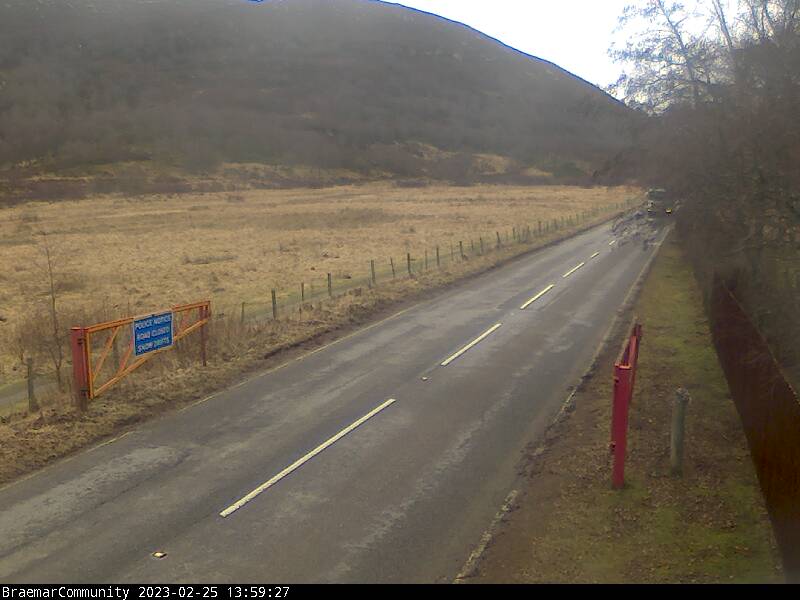 POLICE NOTICE
ROAD CLOSED
SNOW DRIFTS
BraemarCommunity 2023-02-25 13:59:27